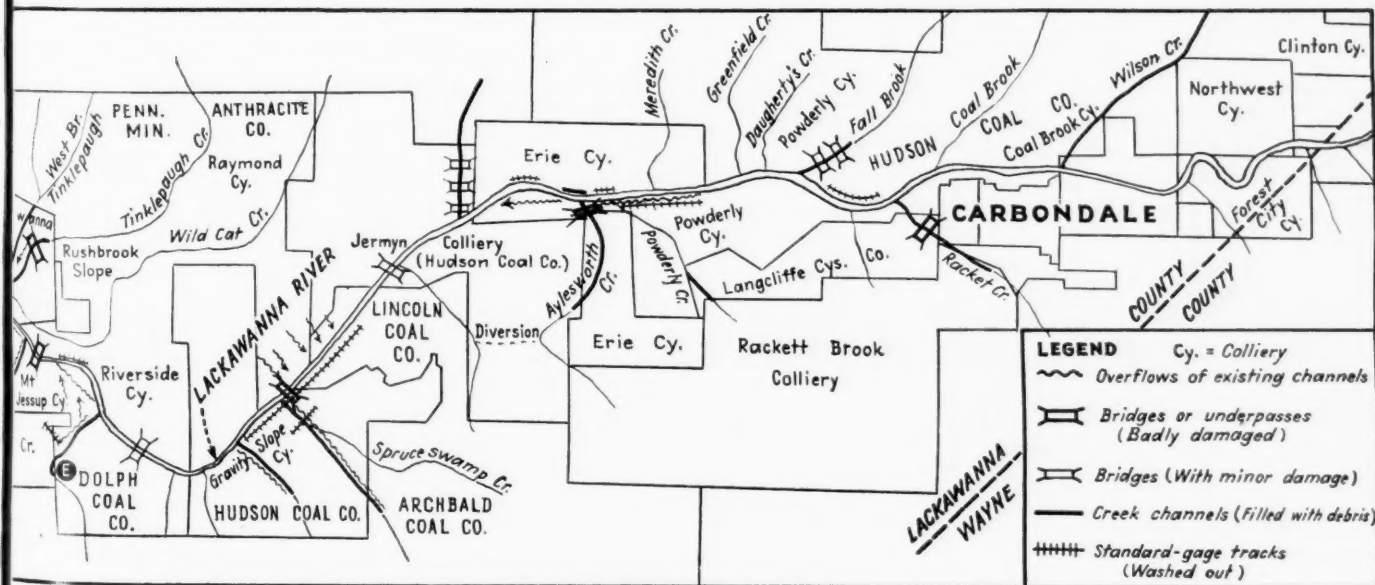 West Br.
Tinklepaugh
PENN.
MIN.
ANTHRACITE
CO.
Raymond
Cy.
Tinklepaugh Cr.
Wild Cat Cr.
Rushbrook
Slope
Mt
Jessup Cy.
Cr.
Riverside
Cy.
E
DOLPH
COAL
CO.
LACKAWANNA RIVER
Gravity
Slope
Cy.
HUDSON COAL CO.
Spruce swamp Cr.
ARCHBALD
COAL CO.
LINCOLN
COAL
CO.
Jermyn
Colliery
(Hudson Coal Co.)
Diversion
Erie Cy.
Aylesworth
Cr.
Erie Cy.
Powderly Cr.
Powderly
Cy.
Meredith Cr.
Greenfield Cr.
Daugherty's Cr.
Powderly Cy.
Fall Brook
HUDSON
COAL CO.
Coal Brook
Coal Brook Cy.
Wilson Cr.
Northwest
Cy.
Clinton Cy.
Forest
City
Cy.
CARBONDALE
Langcliffe Cys. Co.
Racket Cr.
Rackett Brook
Colliery
COUNTY
COUNTY
LACKAWANNA
WAYNE
LEGEND Cy. = Colliery
Overflows of existing channels
Bridges or underpasses
(Badly damaged)
Bridges (With minor damage)
Creek channels (Filled with debris)
Standard-gage tracks
(Washed out)